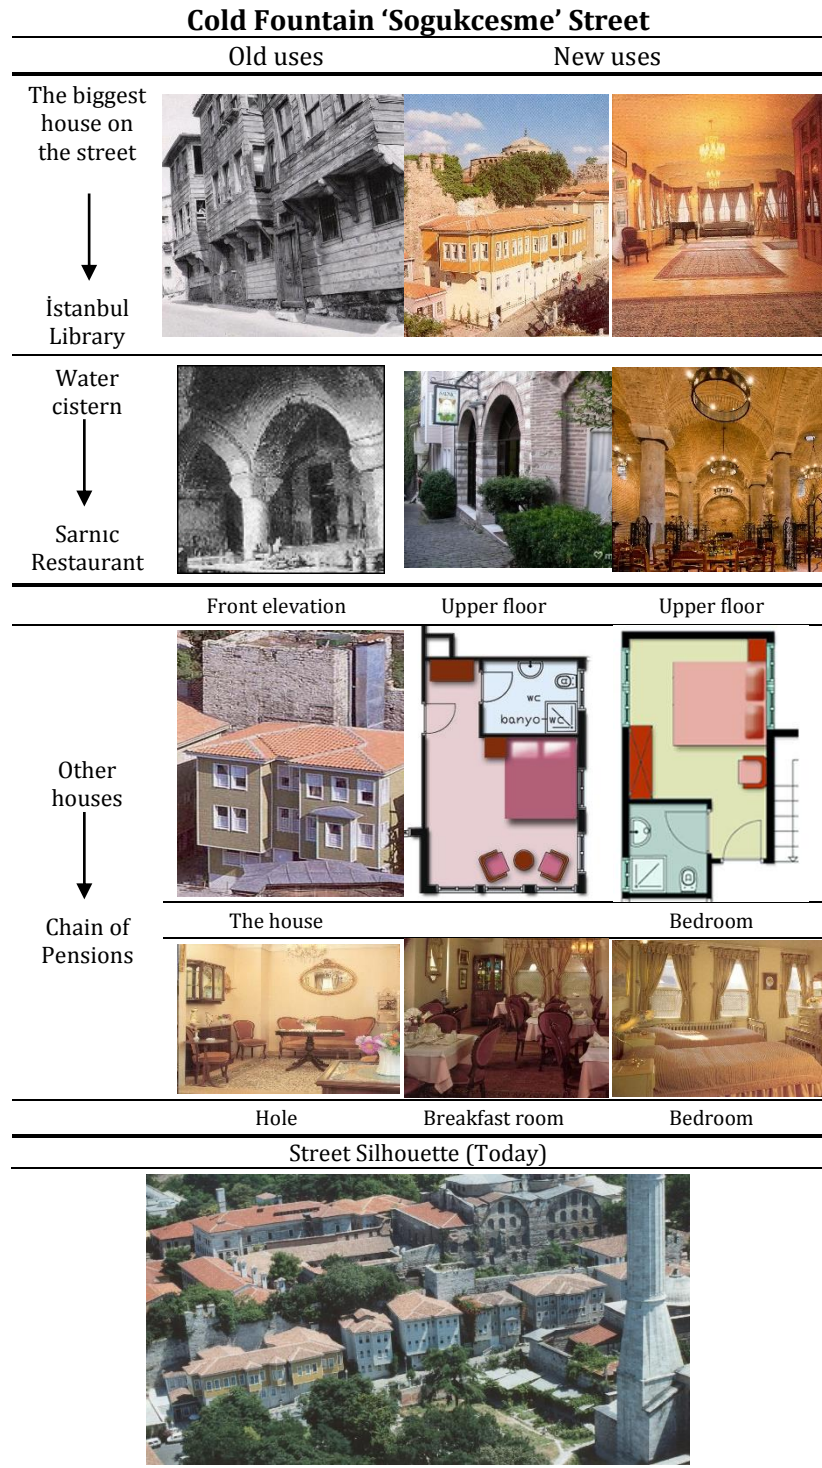 Cold Fountain ‘Sogukcesme’ Street
Old uses
New uses
The biggest
house on
the street
İstanbul
Library
Water
cistern
Sarnıc
Restaurant
Front elevation
Upper floor
Upper floor
wc
banyo-wc
Other
houses
Chain of
Pensions
The house
Bedroom
Hole
Breakfast room
Bedroom
Street Silhouette (Today)